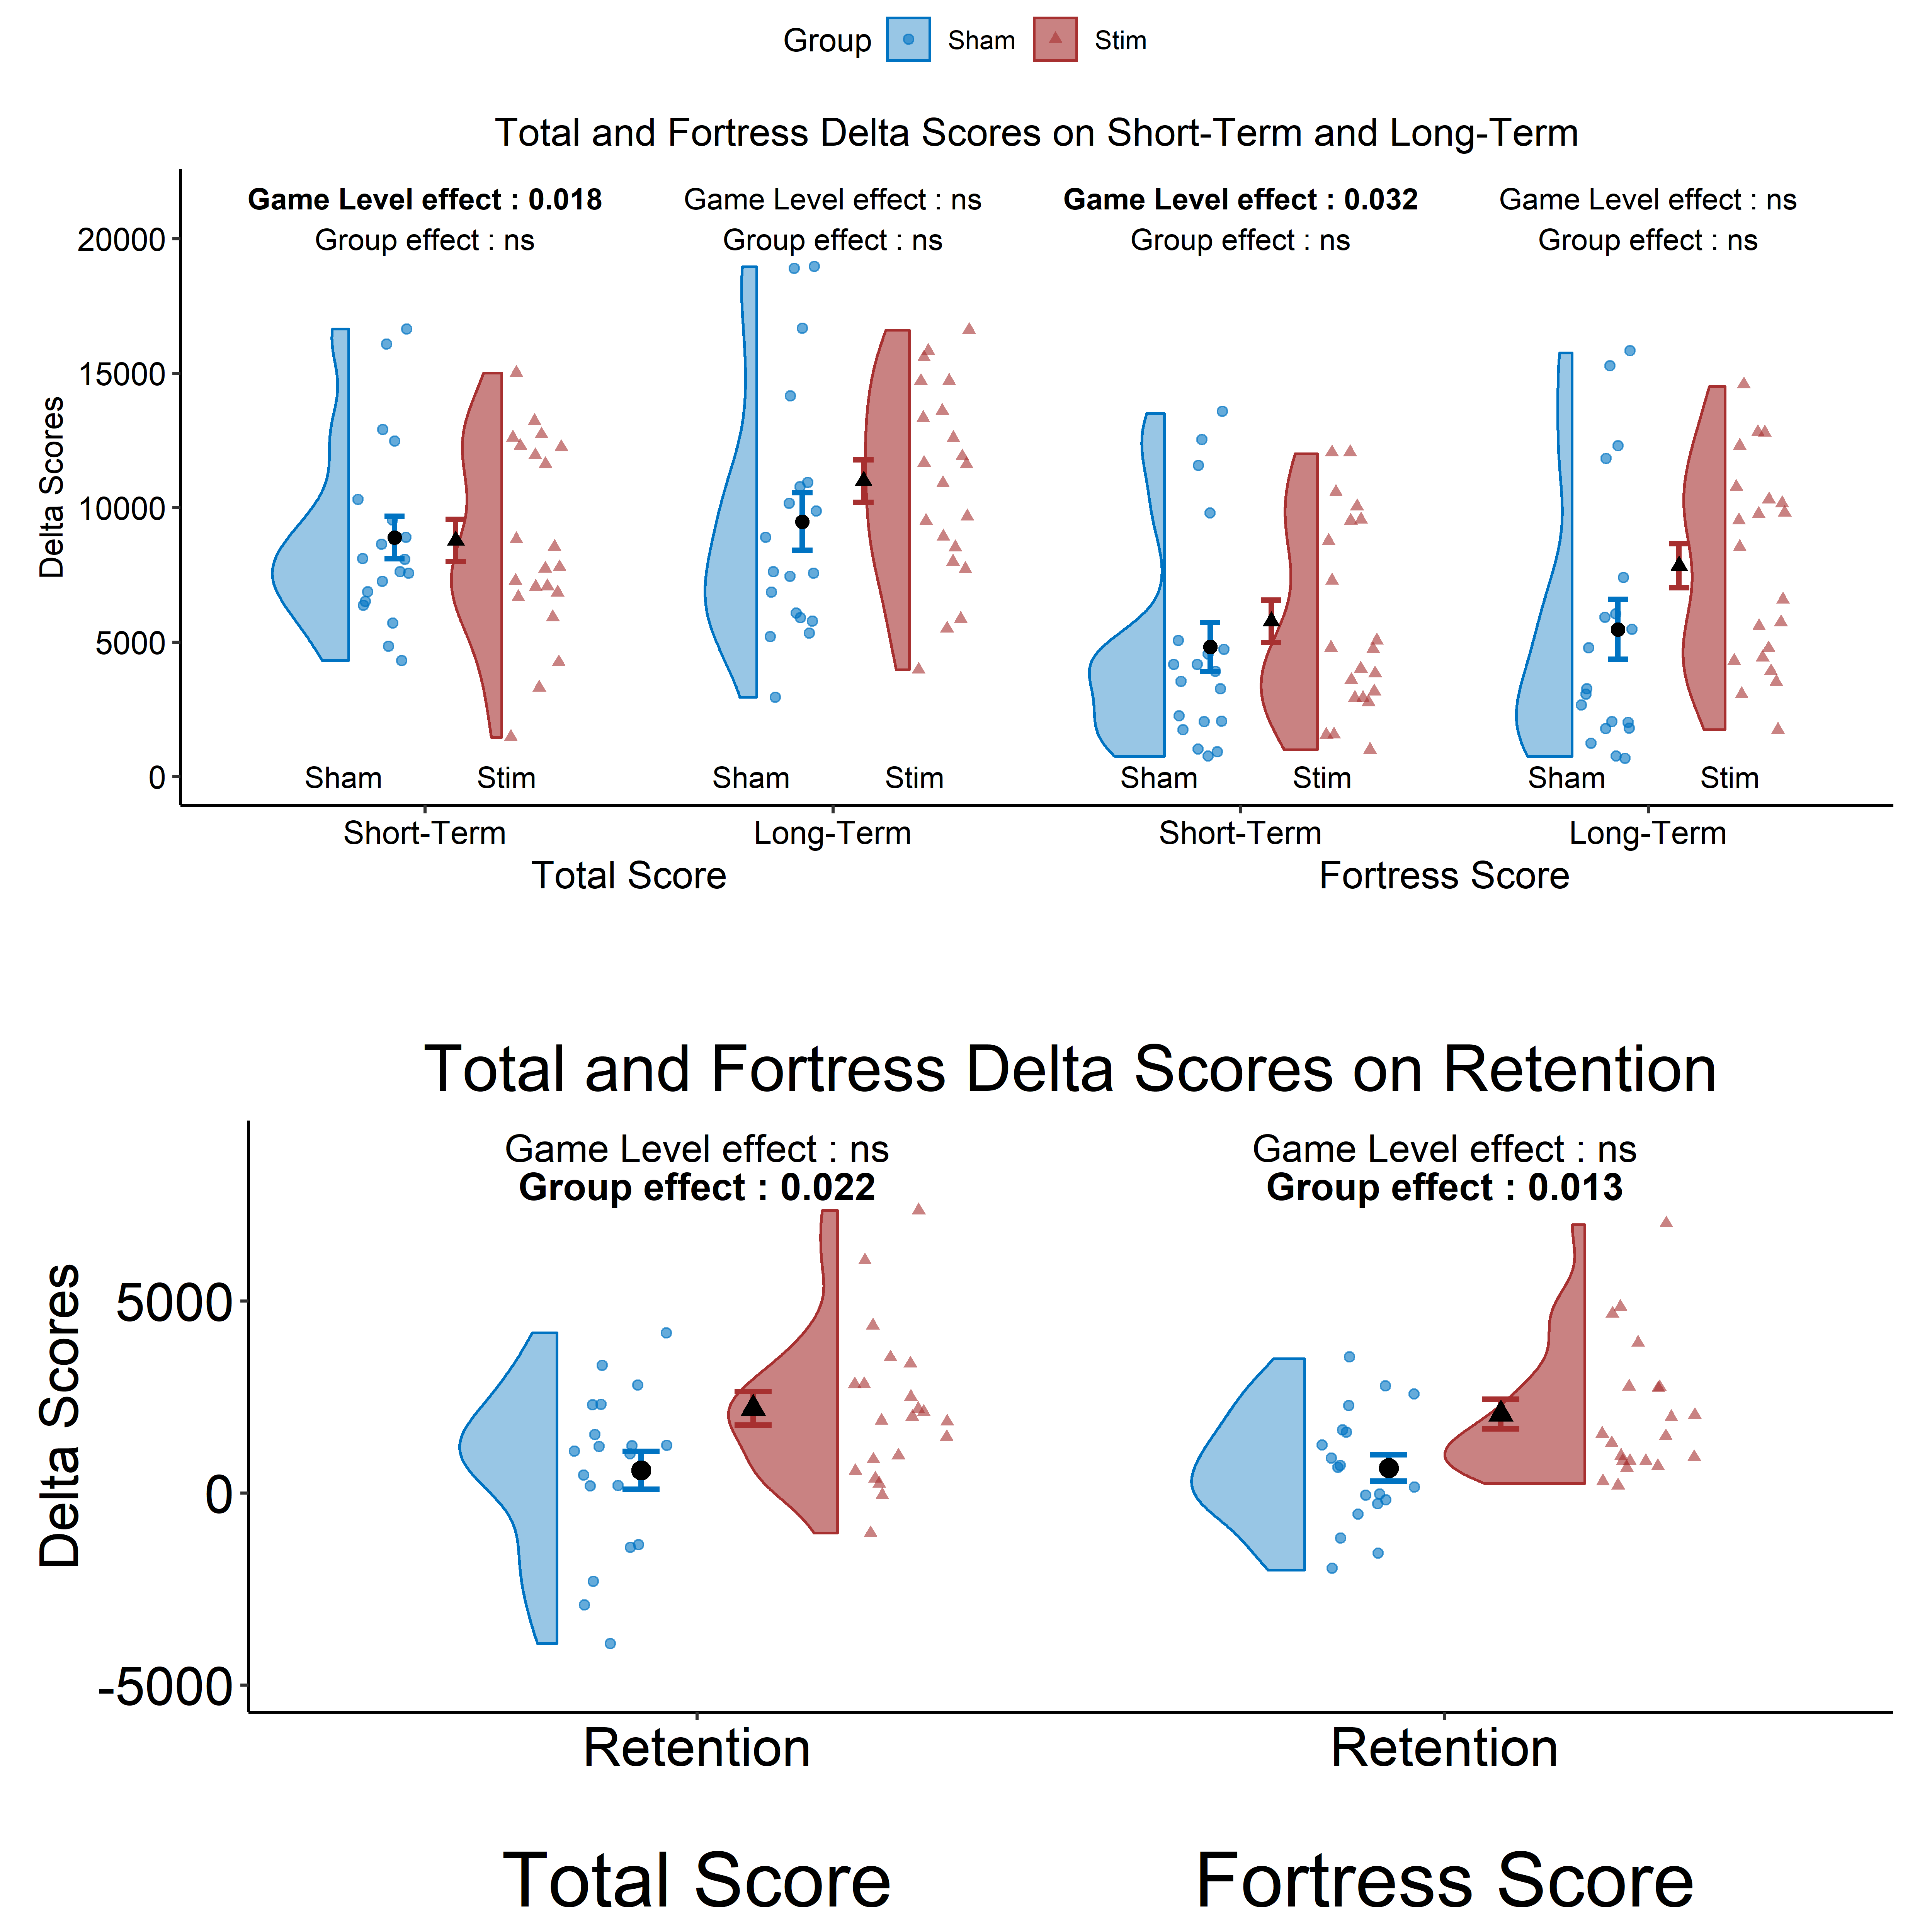 Group Sham Stim
Total and Fortress Delta Scores on Short-Term and Long-Term
Game Level effect : 0.018 Game Level effect : ns Game Level effect : 0.032 Game Level effect : ns
Group effect : ns Group effect : ns Group effect : ns Group effect : ns
Delta Scores
20000
15000
10000
5000
0
Sham Stim Sham Stim Sham Stim Sham Stim
Short-Term Long-Term Short-Term Long-Term
Total Score Fortress Score
Total and Fortress Delta Scores on Retention
Game Level effect : ns Game Level effect : ns
Group effect : 0.022 Group effect : 0.013
Delta Scores
5000
0
-5000
Retention Retention
Total Score Fortress Score